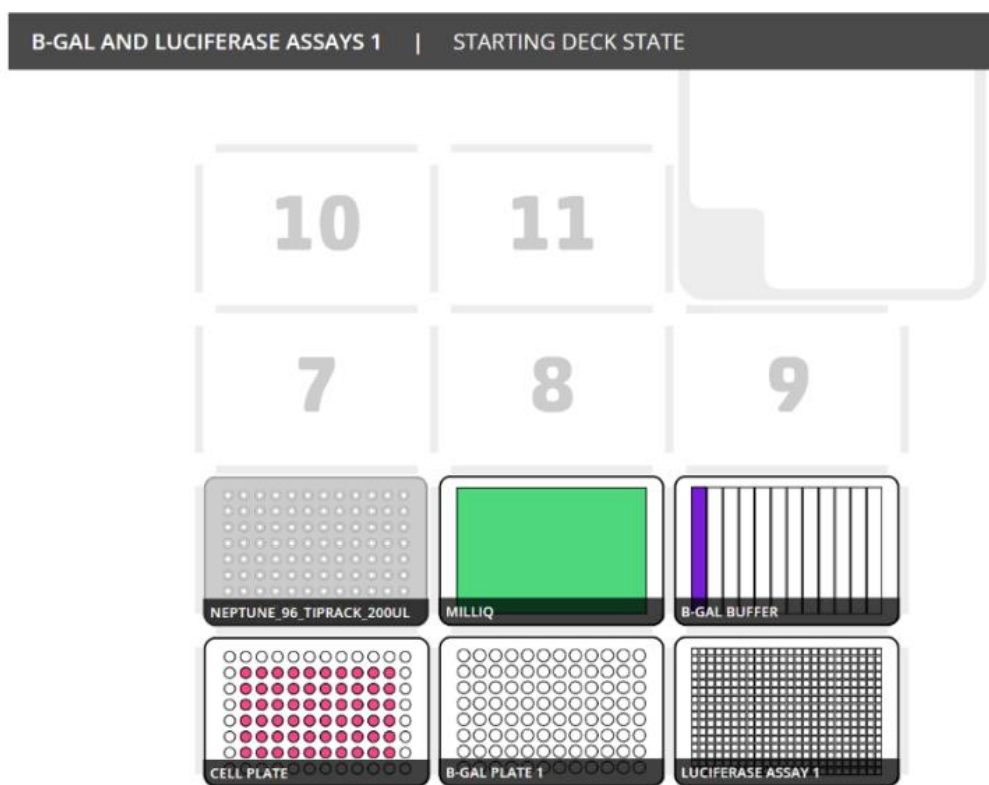 B-GAL AND LUCIFERASE ASSAYS 1 | STARTING DECK STATE
10 11
7 8 9
NEPTUNE_96_TIPRACK_200UL MILLIQ B-GAL BUFFER
CELL PLATE B-GAL PLATE 1 LUCIFERASE ASSAY 1